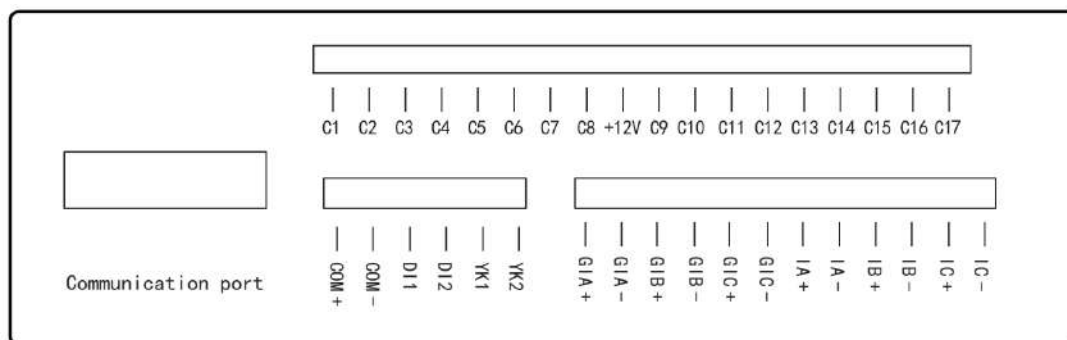 C1 C2 C3 C4 C5 C6 C7 C8 +12V C9 C10 C11 C12 C13 C14 C15 C16 C17
Communication port
COM+ COM- DI1 DI2 YK1 YK2
GIA+ GIA- GIB+ GIB- GIC+ GIC- IA+ IA- IB+ IB- IC+ IC-